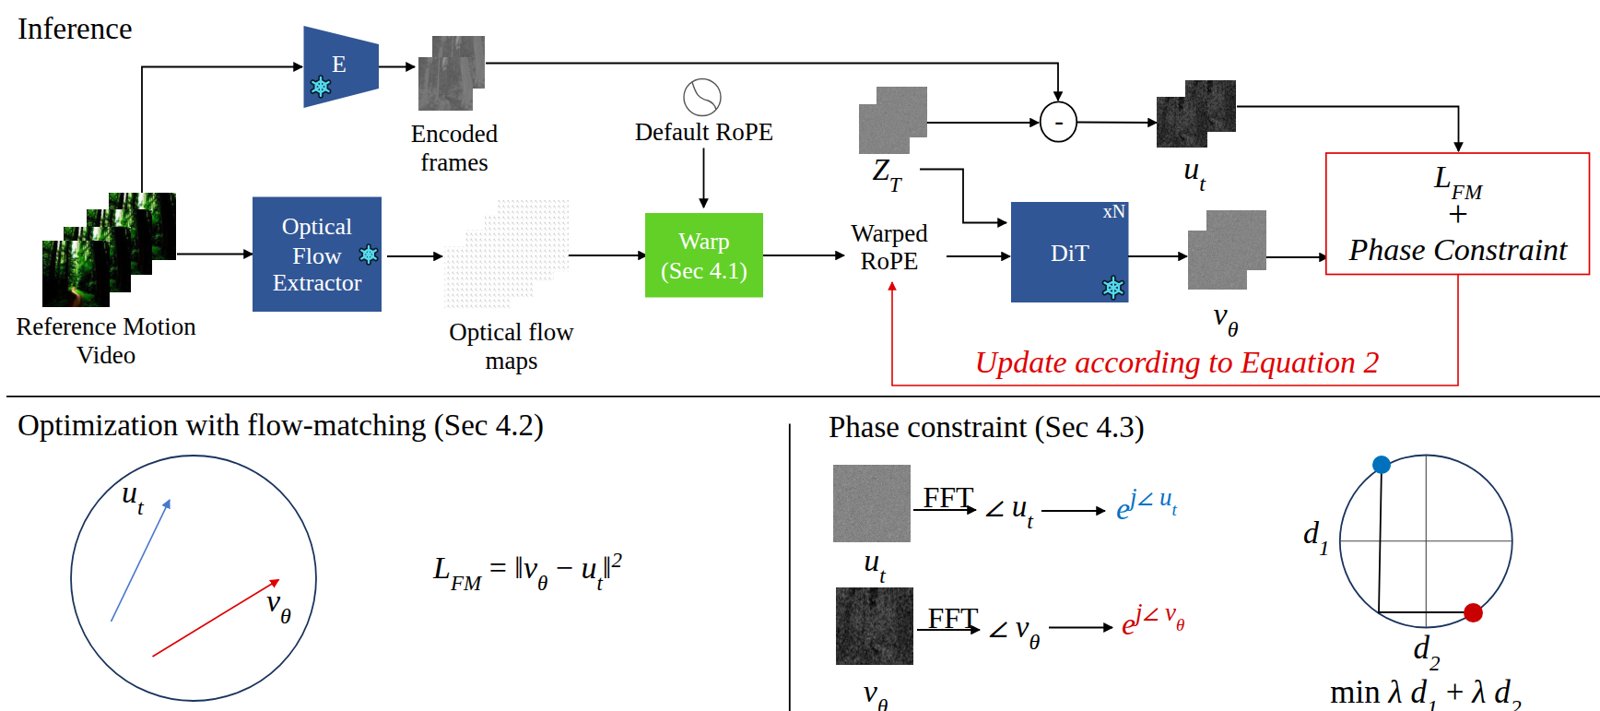 Inference
E
Encoded
frames
Default RoPE
-
Z_T
u_t
L_FM
+
Phase Constraint
Optical
Flow
Extractor
Warp
(Sec 4.1)
Warped
RoPE
xN
DiT
v_θ
Reference Motion
Video
Optical flow
maps
Update according to Equation 2
Optimization with flow-matching (Sec 4.2)
u_t
v_θ
L_FM = ‖v_θ − u_t‖²
Phase constraint (Sec 4.3)
FFT
∠ u_t
e^{j∠ u_t}
u_t
FFT
∠ v_θ
e^{j∠ v_θ}
v_θ
d_1
d_2
min λ d_1 + λ d_2